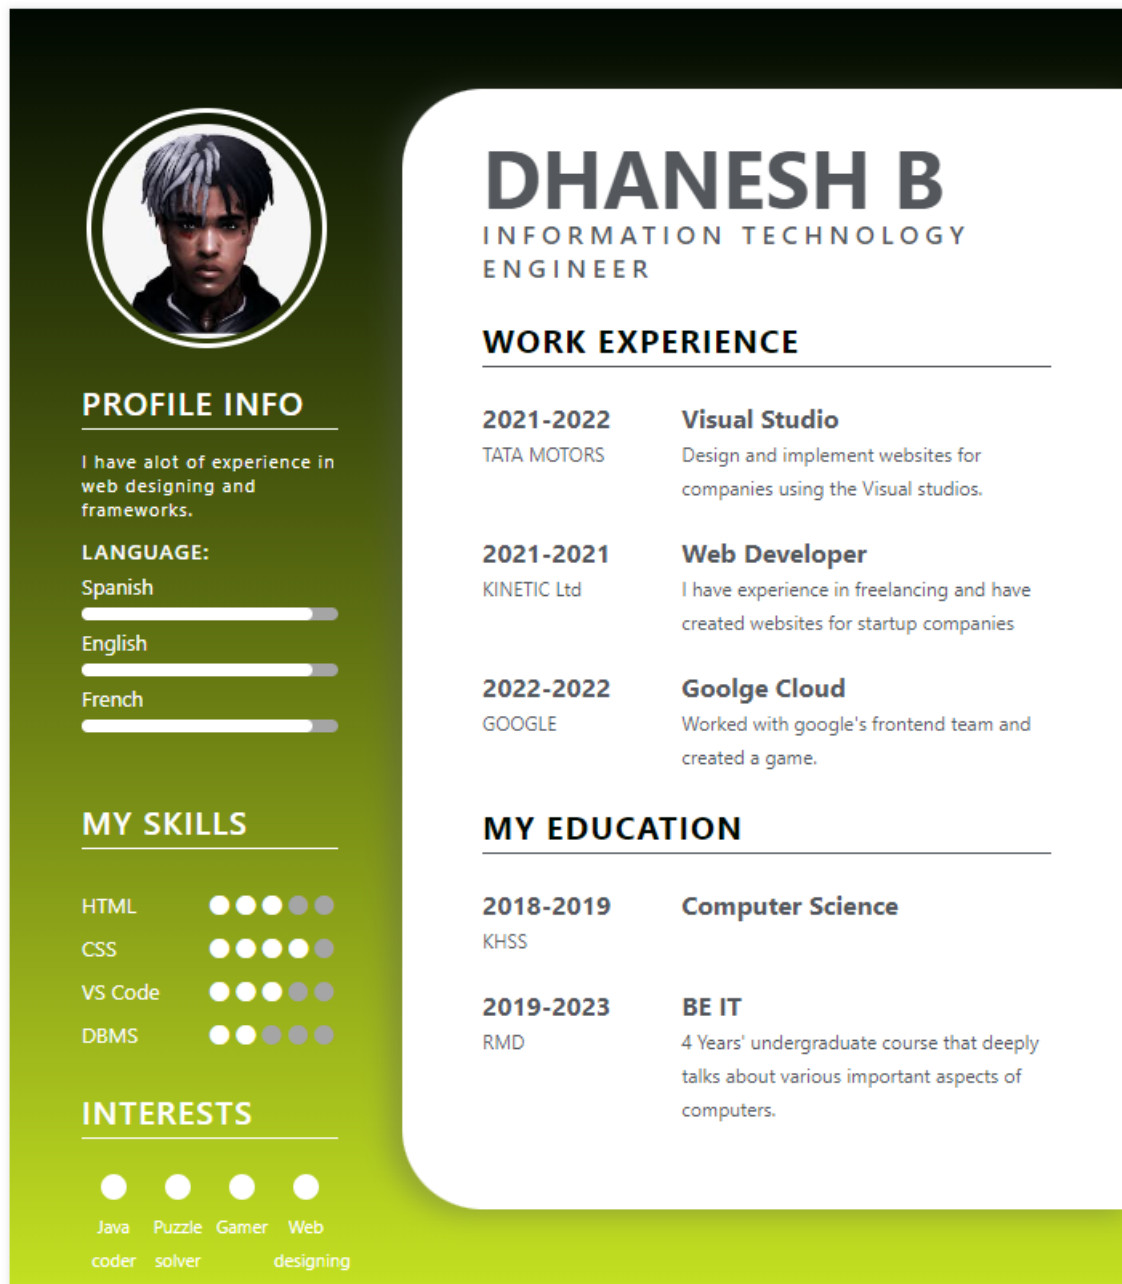 PROFILE INFO
I have alot of experience in
web designing and
frameworks.
LANGUAGE:
Spanish
English
French
MY SKILLS
HTML
CSS
VS Code
DBMS
INTERESTS
Java coder
Puzzle solver
Gamer
Web designing
DHANESH B
INFORMATION TECHNOLOGY
ENGINEER
WORK EXPERIENCE
2021-2022 Visual Studio
TATA MOTORS Design and implement websites for
companies using the Visual studios.
2021-2021 Web Developer
KINETIC Ltd I have experience in freelancing and have
created websites for startup companies
2022-2022 Goolge Cloud
GOOGLE Worked with google's frontend team and
created a game.
MY EDUCATION
2018-2019 Computer Science
KHSS
2019-2023 BE IT
RMD 4 Years' undergraduate course that deeply
talks about various important aspects of
computers.